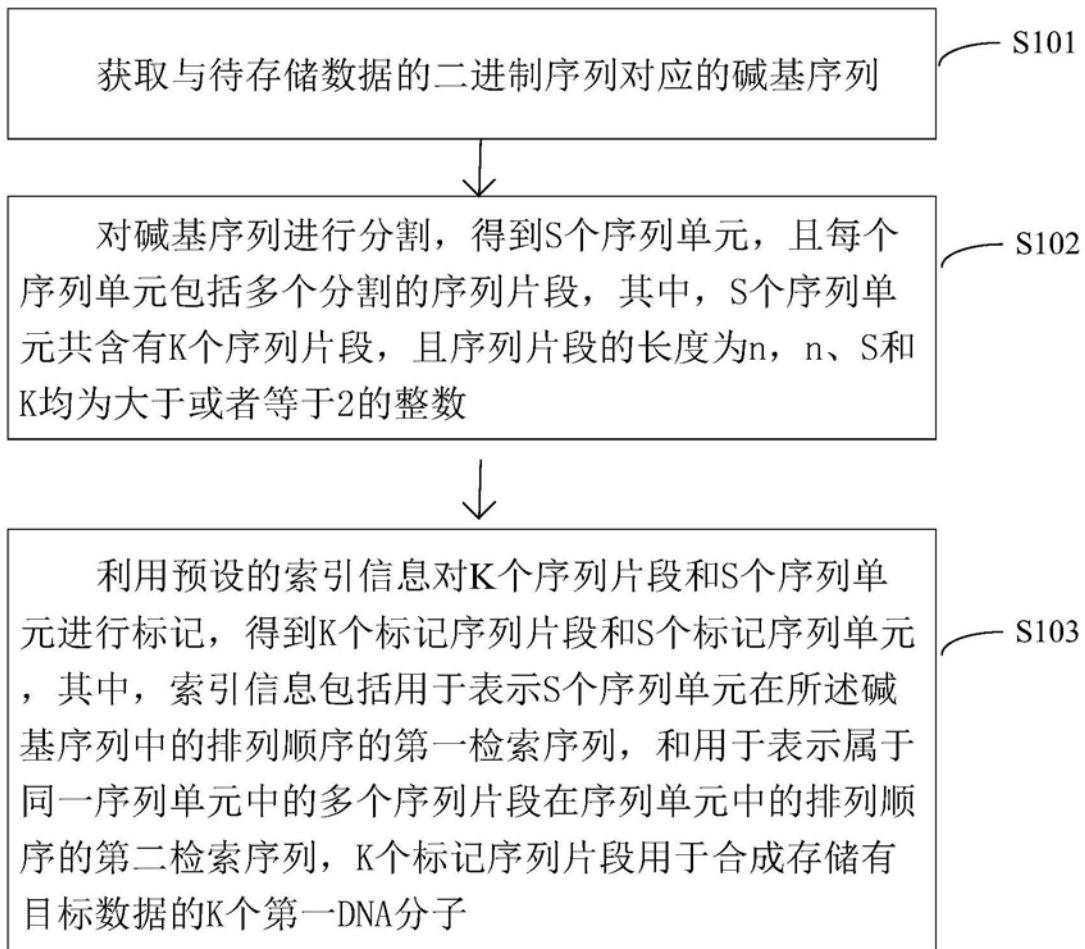 获取与待存储数据的二进制序列对应的碱基序列
S101
对碱基序列进行分割，得到S个序列单元，且每个
序列单元包括多个分割的序列片段，其中，S个序列单
元共含有K个序列片段，且序列片段的长度为n，n、S和
K均为大于或者等于2的整数
S102
利用预设的索引信息对K个序列片段和S个序列单
元进行标记，得到K个标记序列片段和S个标记序列单元
，其中，索引信息包括用于表示S个序列单元在所述碱
基序列中的排列顺序的第一检索序列，和用于表示属于
同一序列单元中的多个序列片段在序列单元中的排列顺
序的第二检索序列，K个标记序列片段用于合成存储有
目标数据的K个第一DNA分子
S103